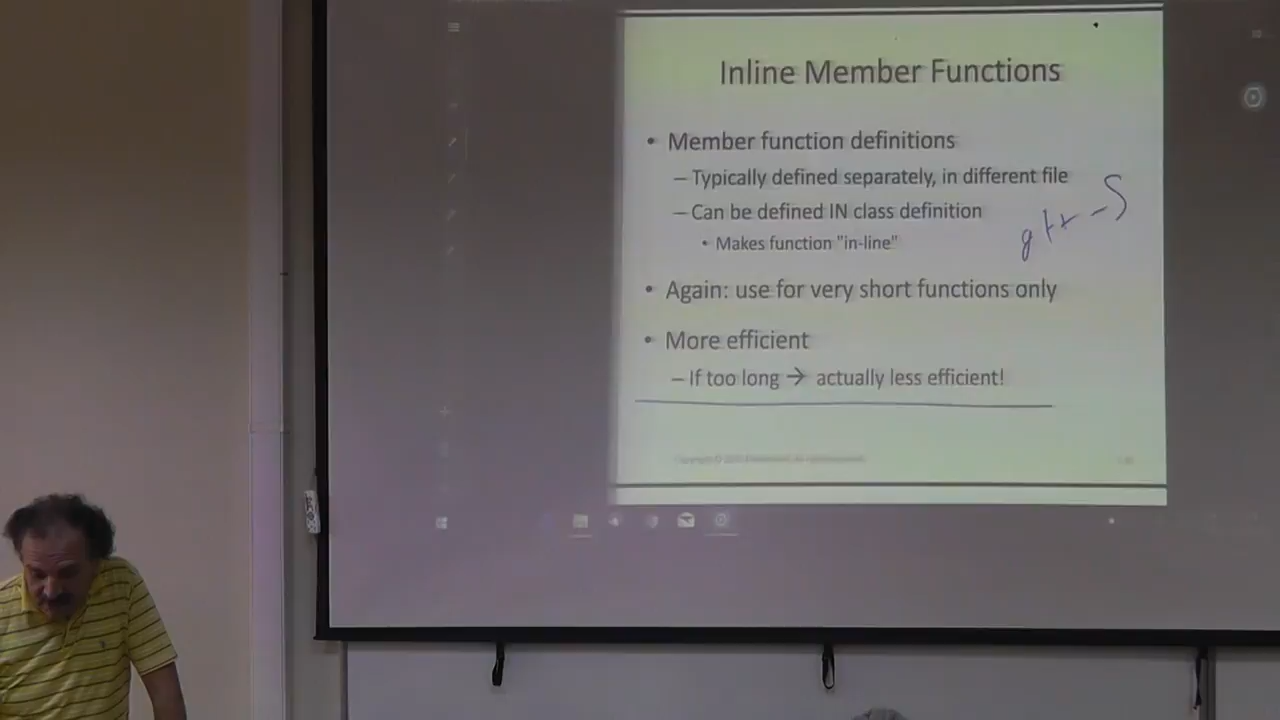 Inline Member Functions
• Member function definitions
– Typically defined separately, in different file
– Can be defined IN class definition
• Makes function "in-line"
g++ -S
• Again: use for very short functions only
• More efficient
– If too long → actually less efficient!